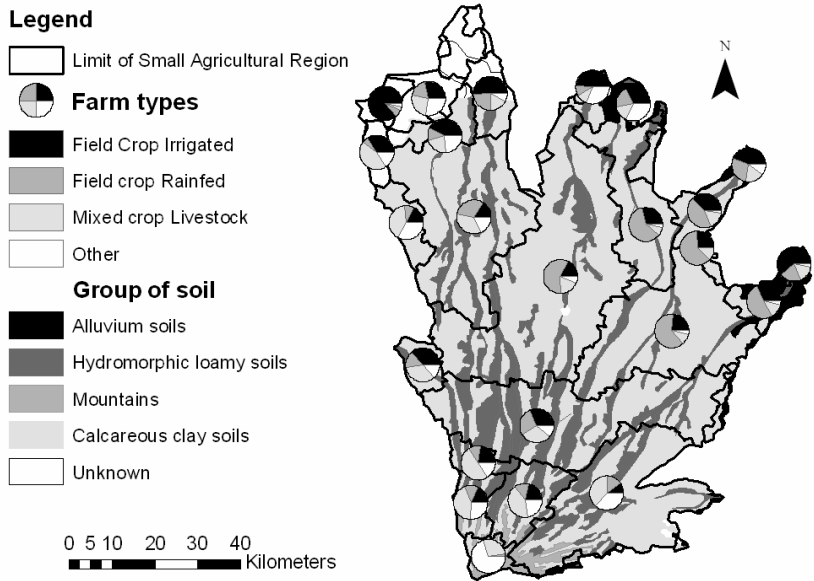 Legend
Limit of Small Agricultural Region
Farm types
Field Crop Irrigated
Field crop Rainfed
Mixed crop Livestock
Other
Group of soil
Alluvium soils
Hydromorphic loamy soils
Mountains
Calcareous clay soils
Unknown
0 5 10 20 30 40
Kilometers
N